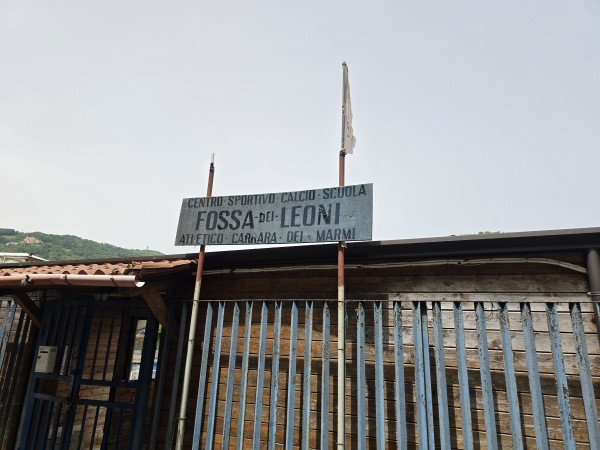 CENTRO·SPORTIVO·CALCIO·SCUOLA
FOSSA·DEI·LEONI
ATLETICO·CARRARA·DEI·MARMI